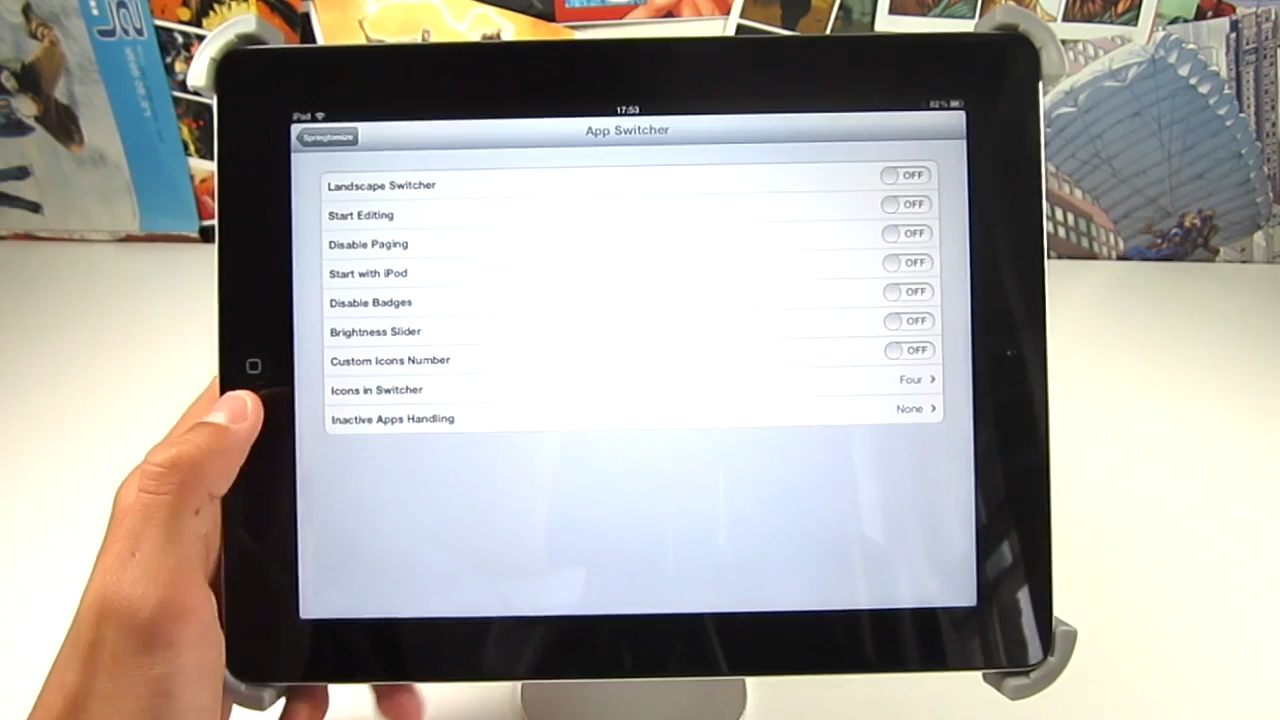 iPad
17:53
82%
Springtomize
App Switcher
Landscape Switcher OFF
Start Editing OFF
Disable Paging OFF
Start with iPod OFF
Disable Badges OFF
Brightness Slider OFF
Custom Icons Number OFF
Icons in Switcher Four
Inactive Apps Handling None